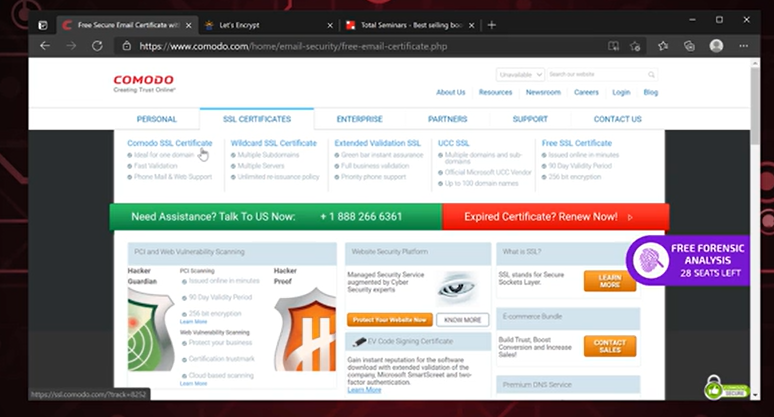 Free Secure Email Certificate with
Let's Encrypt
Total Seminars - Best selling boo
https://www.comodo.com/home/email-security/free-email-certificate.php
COMODO
Creating Trust Online®
Unavailable
Search our website
About Us
Resources
Newsroom
Careers
Login
Blog
PERSONAL
SSL CERTIFICATES
ENTERPRISE
PARTNERS
SUPPORT
CONTACT US
Comodo SSL Certificate
Ideal for one domain
Fast Validation
Phone Mail & Web Support
Wildcard SSL Certificate
Multiple Subdomains
Multiple Servers
Unlimited re-issuance policy
Extended Validation SSL
Green bar instant assurance
Full business validation
Priority phone support
UCC SSL
Multiple domains and sub-
domains
Official Microsoft UCC Vendor
Up to 100 domain names
Free SSL Certificate
Issued online in minutes
90 Day Validity Period
256 bit encryption
Need Assistance? Talk To US Now: + 1 888 266 6361
Expired Certificate? Renew Now!
PCI and Web Vulnerability Scanning
Hacker
Guardian
PCI Scanning
Issued online in minutes
90 Day Validity Period
256 bit encryption
Learn More
Web Vulnerability Scanning
Protect your business
Certification trustmark
Cloud-based scanning
Learn More
Hacker
Proof
Website Security Platform
Managed Security Service
augmented by Cyber
Security experts
Protect Your Website Now
KNOW MORE
EV Code Signing Certificate
Gain instant reputation for the software
download with extended validation of the
company, Microsoft SmartScreen and two-
factor authentication.
Learn More
What is SSL?
SSL stands for Secure
Sockets Layer.
LEARN
MORE
E-commerce Bundle
Build Trust, Boost
Conversion and Increase
Sales!
CONTACT
SALES
Premium DNS Service
FREE FORENSIC
ANALYSIS
28 SEATS LEFT
COMODO
SECURE
https://ssl.comodo.com/?track=8252